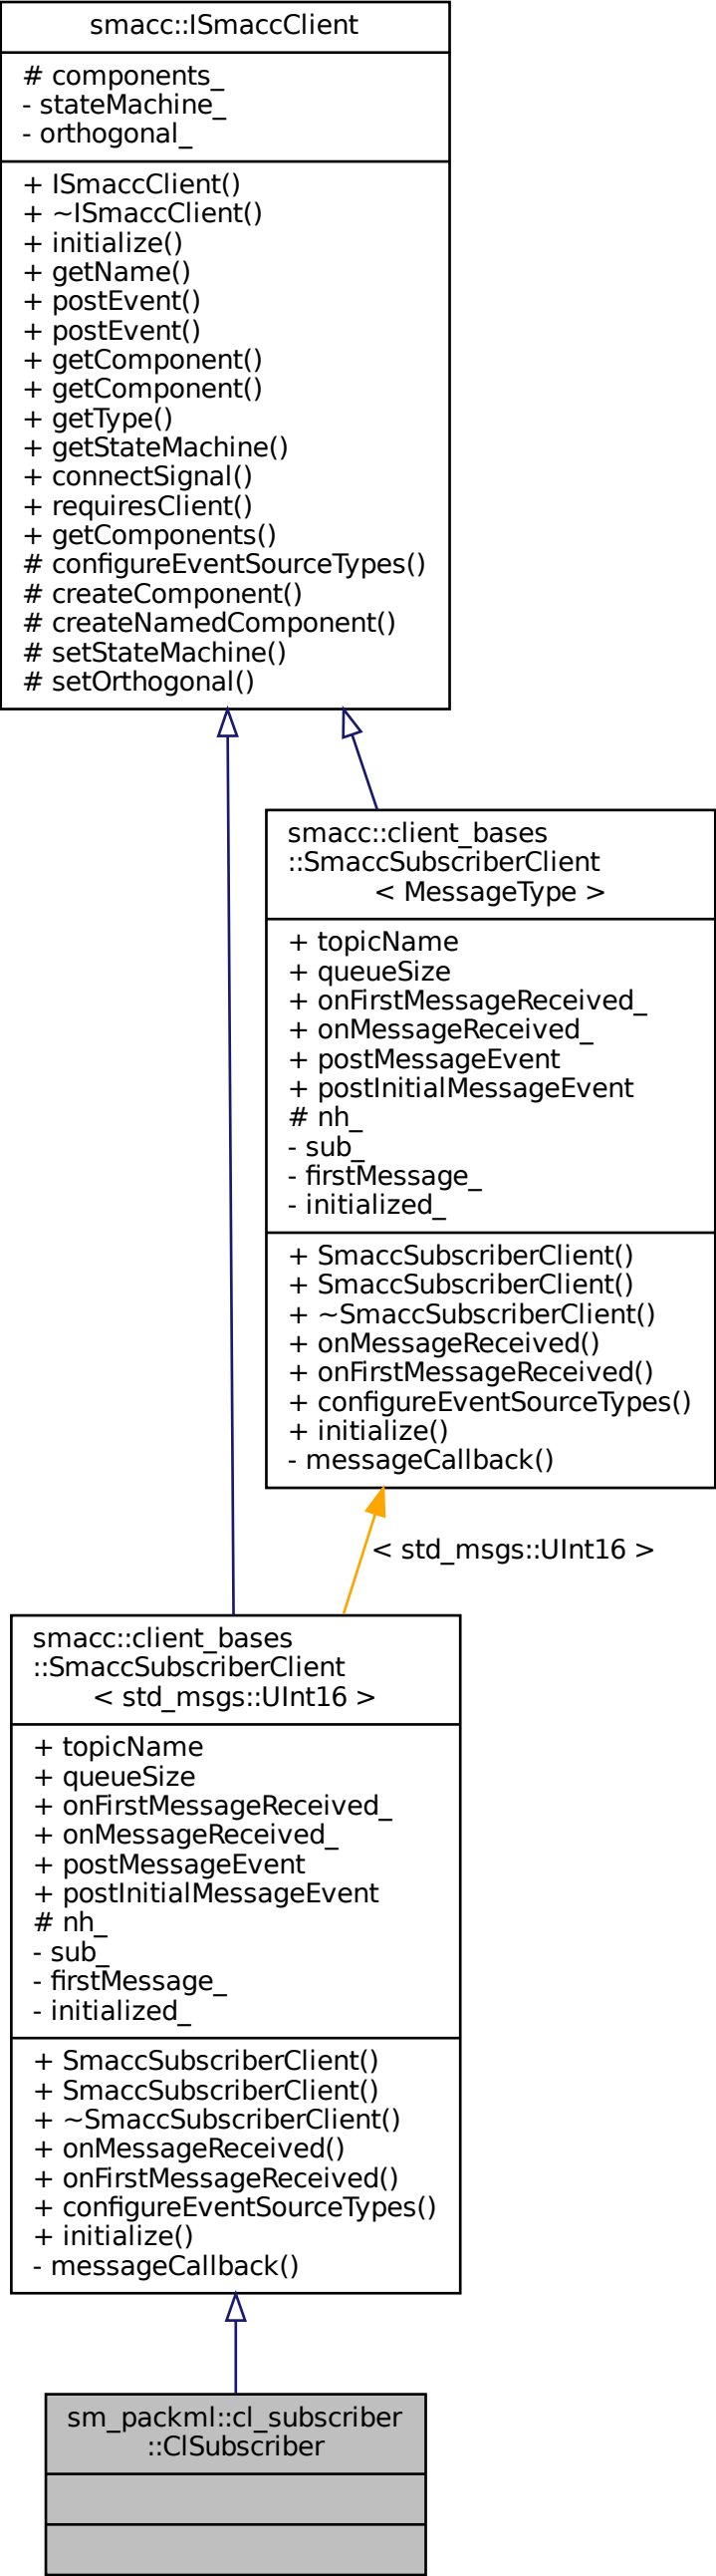 smacc::ISmaccClient
# components_
- stateMachine_
- orthogonal_
+ ISmaccClient()
+ ~ISmaccClient()
+ initialize()
+ getName()
+ postEvent()
+ postEvent()
+ getComponent()
+ getComponent()
+ getType()
+ getStateMachine()
+ connectSignal()
+ requiresClient()
+ getComponents()
# configureEventSourceTypes()
# createComponent()
# createNamedComponent()
# setStateMachine()
# setOrthogonal()
smacc::client_bases
::SmaccSubscriberClient
< MessageType >
+ topicName
+ queueSize
+ onFirstMessageReceived_
+ onMessageReceived_
+ postMessageEvent
+ postInitialMessageEvent
# nh_
- sub_
- firstMessage_
- initialized_
+ SmaccSubscriberClient()
+ SmaccSubscriberClient()
+ ~SmaccSubscriberClient()
+ onMessageReceived()
+ onFirstMessageReceived()
+ configureEventSourceTypes()
+ initialize()
- messageCallback()
< std_msgs::UInt16 >
smacc::client_bases
::SmaccSubscriberClient
< std_msgs::UInt16 >
+ topicName
+ queueSize
+ onFirstMessageReceived_
+ onMessageReceived_
+ postMessageEvent
+ postInitialMessageEvent
# nh_
- sub_
- firstMessage_
- initialized_
+ SmaccSubscriberClient()
+ SmaccSubscriberClient()
+ ~SmaccSubscriberClient()
+ onMessageReceived()
+ onFirstMessageReceived()
+ configureEventSourceTypes()
+ initialize()
- messageCallback()
sm_packml::cl_subscriber
::ClSubscriber